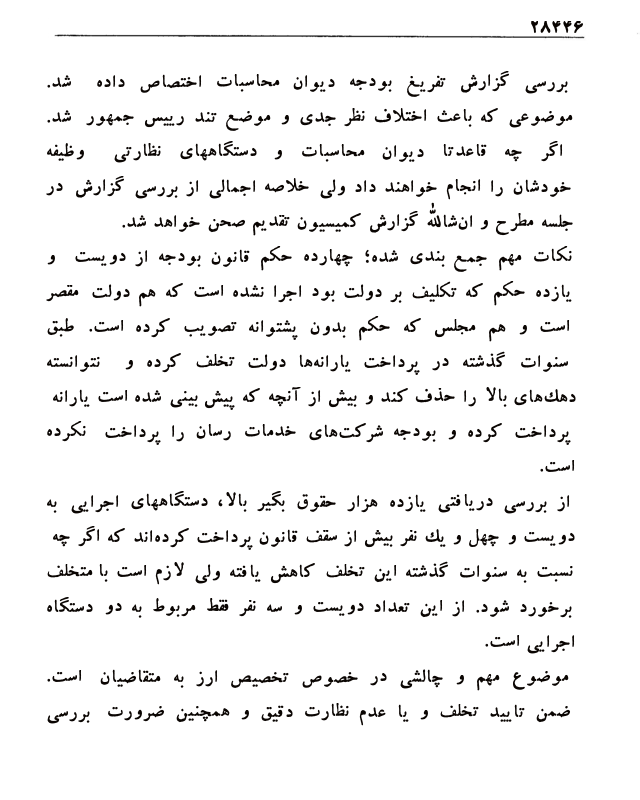 ۲۸۴۴۶
بررسی گزارش تفریغ بودجه دیوان محاسبات اختصاص داده شد.
موضوعی که باعث اختلاف نظر جدی و موضع تند رییس جمهور شد.
اگر چه قاعدتا دیوان محاسبات و دستگاههای نظارتی وظیفه
خودشان را انجام خواهند داد ولی خلاصه اجمالی از بررسی گزارش در
جلسه مطرح و ان‌شاالله گزارش کمیسیون تقدیم صحن خواهد شد.
نکات مهم جمع بندی شده؛ چهارده حکم قانون بودجه از دویست و
یازده حکم که تکلیف بر دولت بود اجرا نشده است که هم دولت مقصر
است و هم مجلس که حکم بدون پشتوانه تصویب کرده است. طبق
سنوات گذشته در پرداخت یارانه‌ها دولت تخلف کرده و نتوانسته
دهك‌های بالا را حذف کند و بیش از آنچه که پیش بینی شده است یارانه
پرداخت کرده و بودجه شرکت‌های خدمات رسان را پرداخت نکرده
است.
از بررسی دریافتی یازده هزار حقوق بگیر بالا، دستگاههای اجرایی به
دویست و چهل و یك نفر بیش از سقف قانون پرداخت کرده‌اند که اگر چه
نسبت به سنوات گذشته این تخلف کاهش یافته ولی لازم است با متخلف
برخورد شود. از این تعداد دویست و سه نفر فقط مربوط به دو دستگاه
اجرایی است.
موضوع مهم و چالشی در خصوص تخصیص ارز به متقاضیان است.
ضمن تایید تخلف و یا عدم نظارت دقیق و همچنین ضرورت بررسی